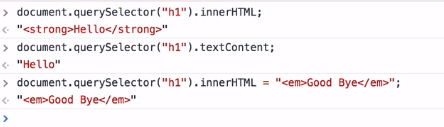 > document.querySelector("h1").innerHTML;
<· "<strong>Hello</strong>"
> document.querySelector("h1").textContent;
<· "Hello"
> document.querySelector("h1").innerHTML = "<em>Good Bye</em>";
<· "<em>Good Bye</em>"
>